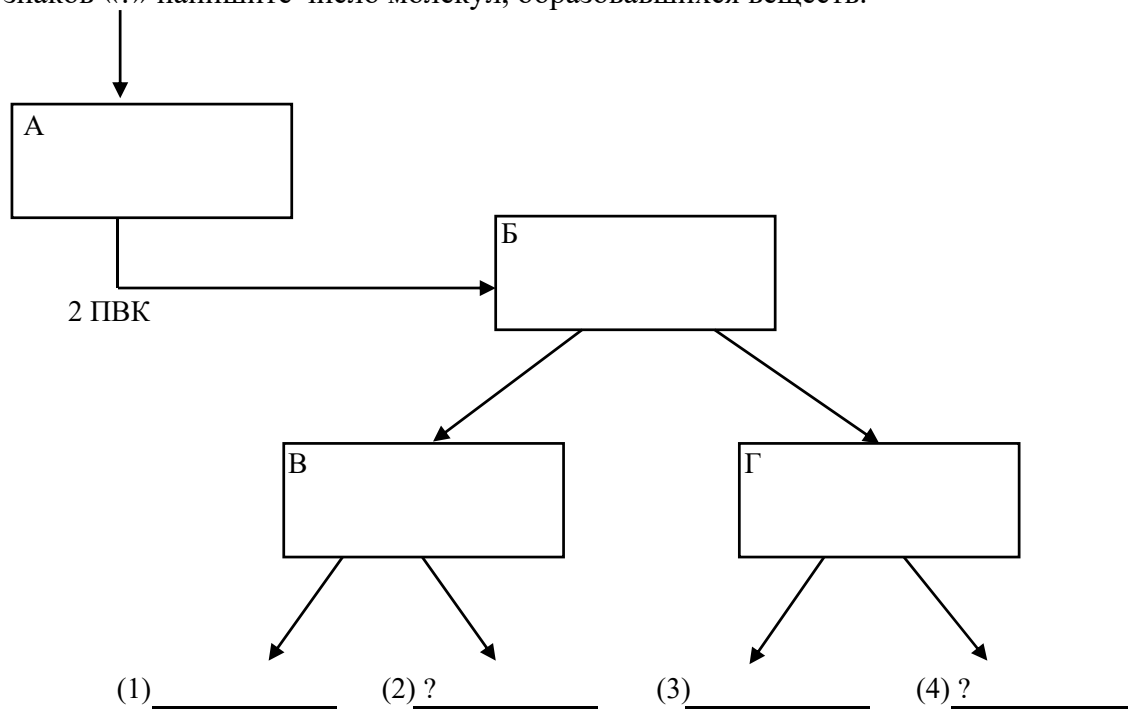 знаков «?» напишите число молекул, образовавшихся веществ.
А
Б
2 ПВК
В
Г
(1)
(2) ?
(3)
(4) ?